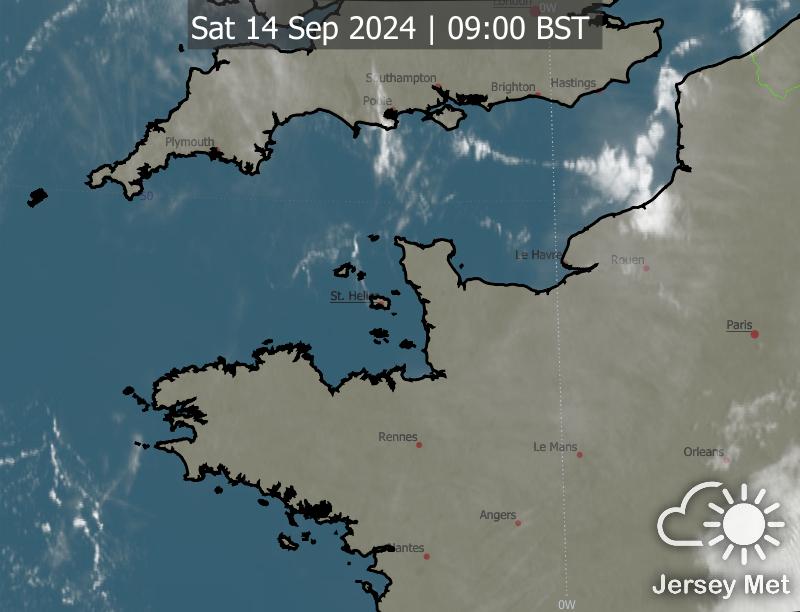 London
0W
Sat 14 Sep 2024 | 09:00 BST
Southampton
Brighton
Hastings
Poole
Plymouth
50
Le Havre
Rouen
St. Helier
Paris
Rennes
Le Mans
Orleans
Angers
Nantes
0W
Jersey Met